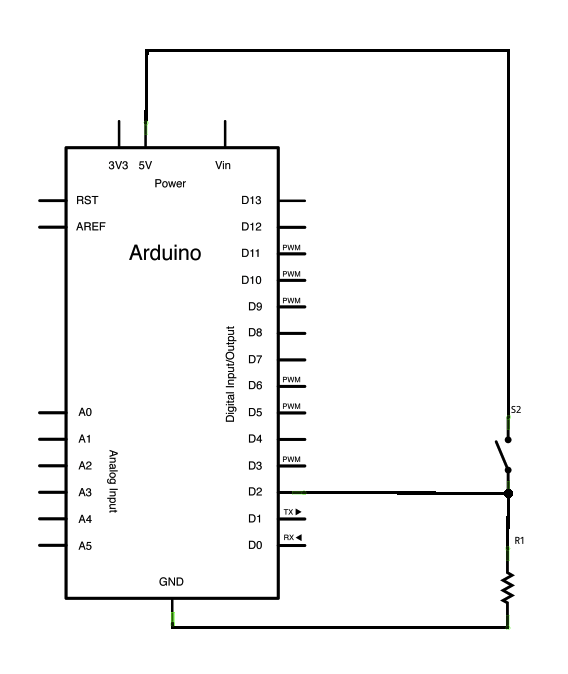 3V3 5V Vin
Power
RST D13
AREF D12
Arduino
D11 PWM
D10 PWM
D9 PWM
D8
D7
D6 PWM
Digital Input/Output
A0 D5 PWM
S2
A1 D4
A2 D3 PWM
Analog Input
A3 D2
A4 D1 TX ▶
A5 D0 RX ◀
R1
GND